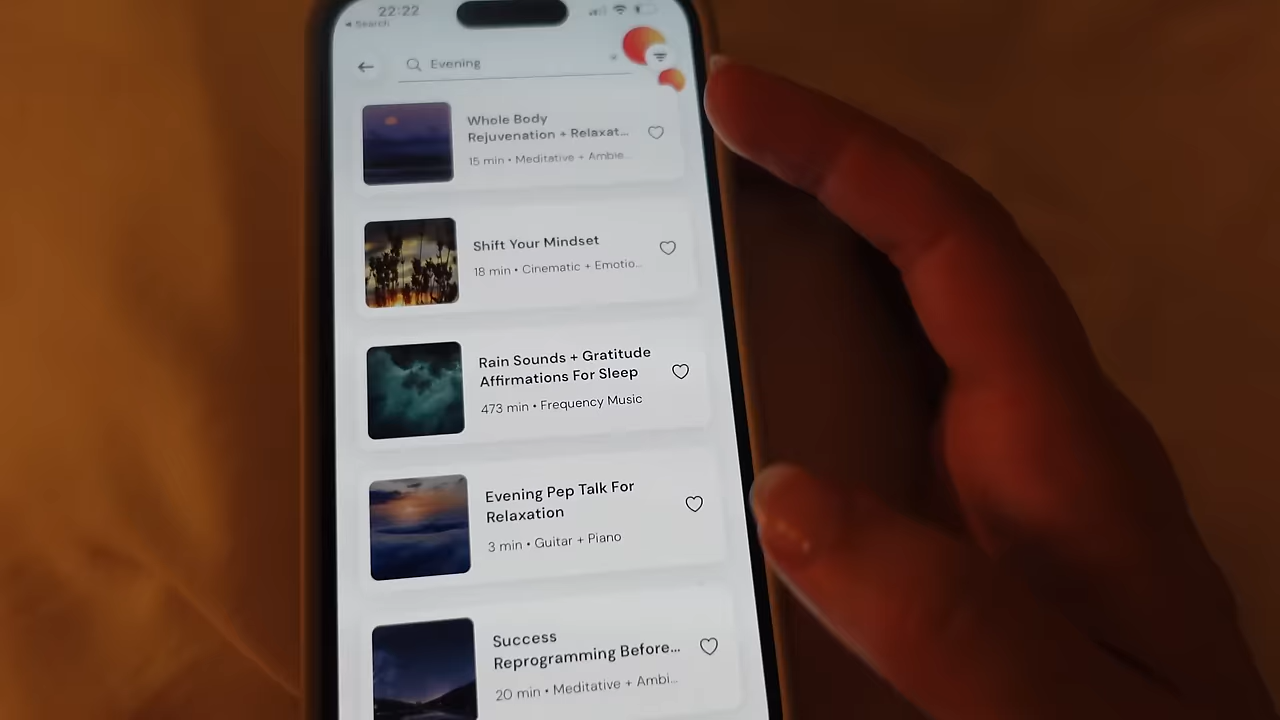 22:22
Search
Evening
Whole Body
Rejuvenation + Relaxat...
15 min • Meditative + Ambie...
Shift Your Mindset
18 min • Cinematic + Emotio...
Rain Sounds + Gratitude
Affirmations For Sleep
473 min • Frequency Music
Evening Pep Talk For
Relaxation
3 min • Guitar + Piano
Success
Reprogramming Before...
20 min • Meditative + Ambi...